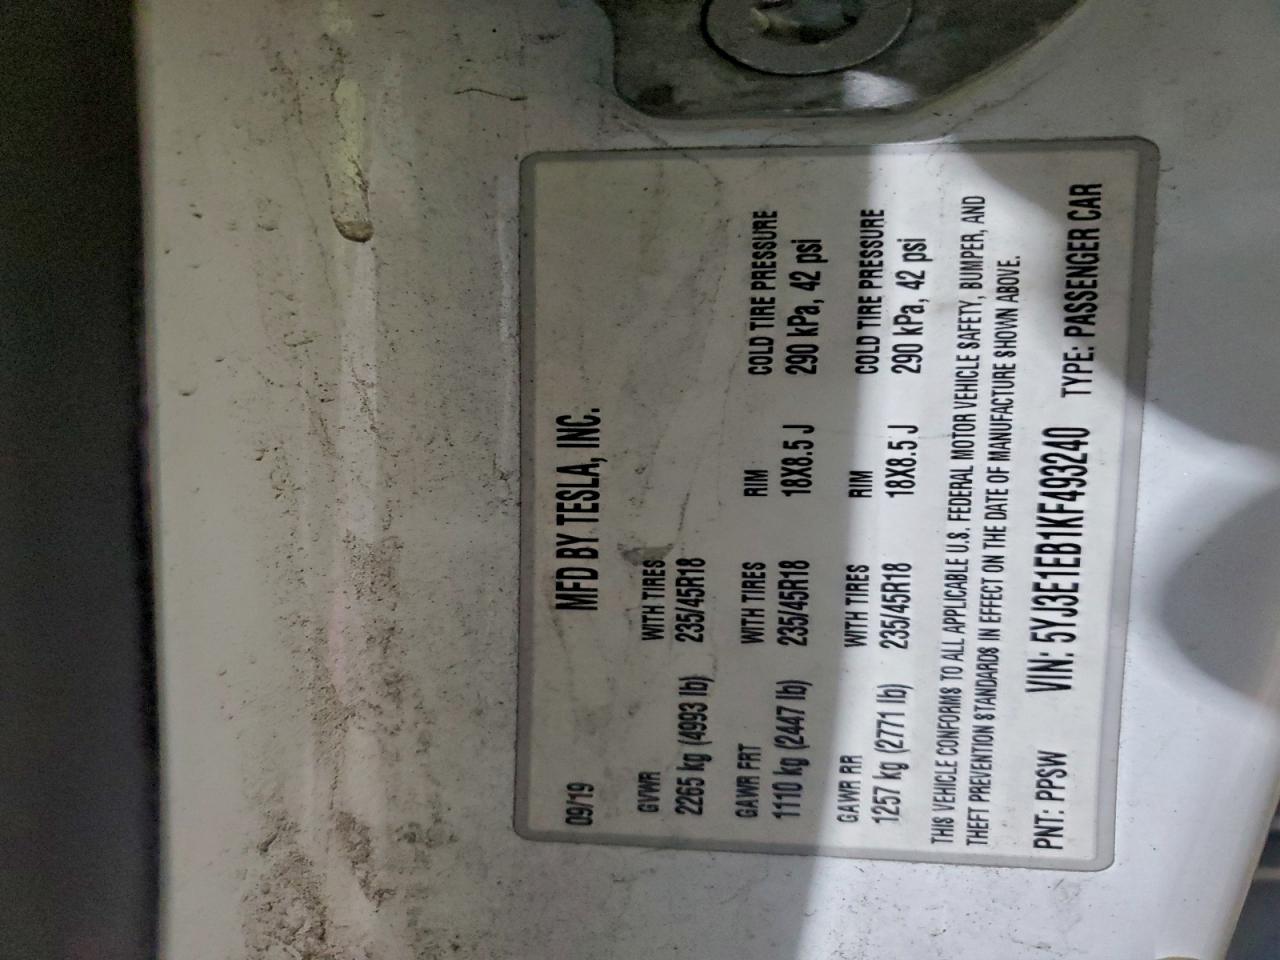 09/19 MFD BY TESLA, INC.
GVWR WITH TIRES
2265 kg (4993 lb) 235/45R18
GAWR FRT WITH TIRES RIM COLD TIRE PRESSURE
1110 kg (2447 lb) 235/45R18 18X8.5 J 290 kPa, 42 psi
GAWR RR WITH TIRES RIM COLD TIRE PRESSURE
1257 kg (2771 lb) 235/45R18 18X8.5 J 290 kPa, 42 psi
THIS VEHICLE CONFORMS TO ALL APPLICABLE U.S. FEDERAL MOTOR VEHICLE SAFETY, BUMPER, AND
THEFT PREVENTION STANDARDS IN EFFECT ON THE DATE OF MANUFACTURE SHOWN ABOVE.
PNT: PPSW VIN: 5YJ3E1EB1KF493240 TYPE: PASSENGER CAR